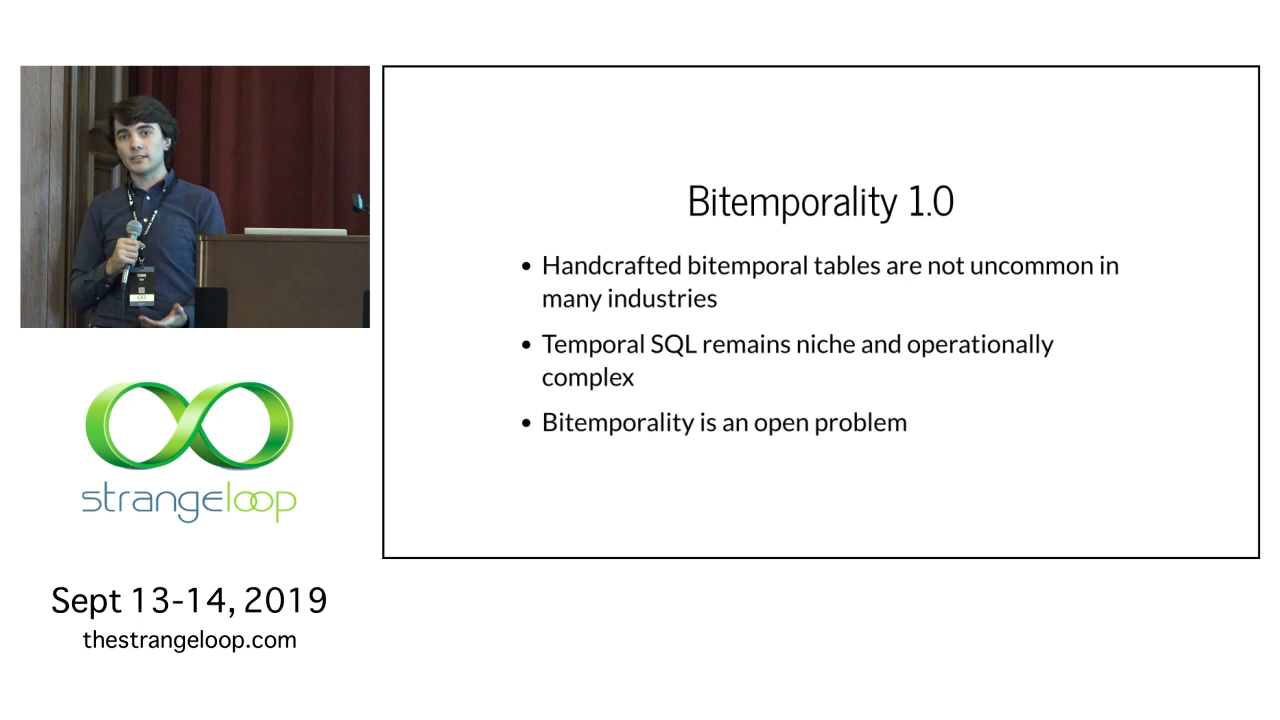 Bitemporality 1.0
• Handcrafted bitemporal tables are not uncommon in
many industries
• Temporal SQL remains niche and operationally
complex
• Bitemporality is an open problem
strangeloop
Sept 13-14, 2019
thestrangeloop.com